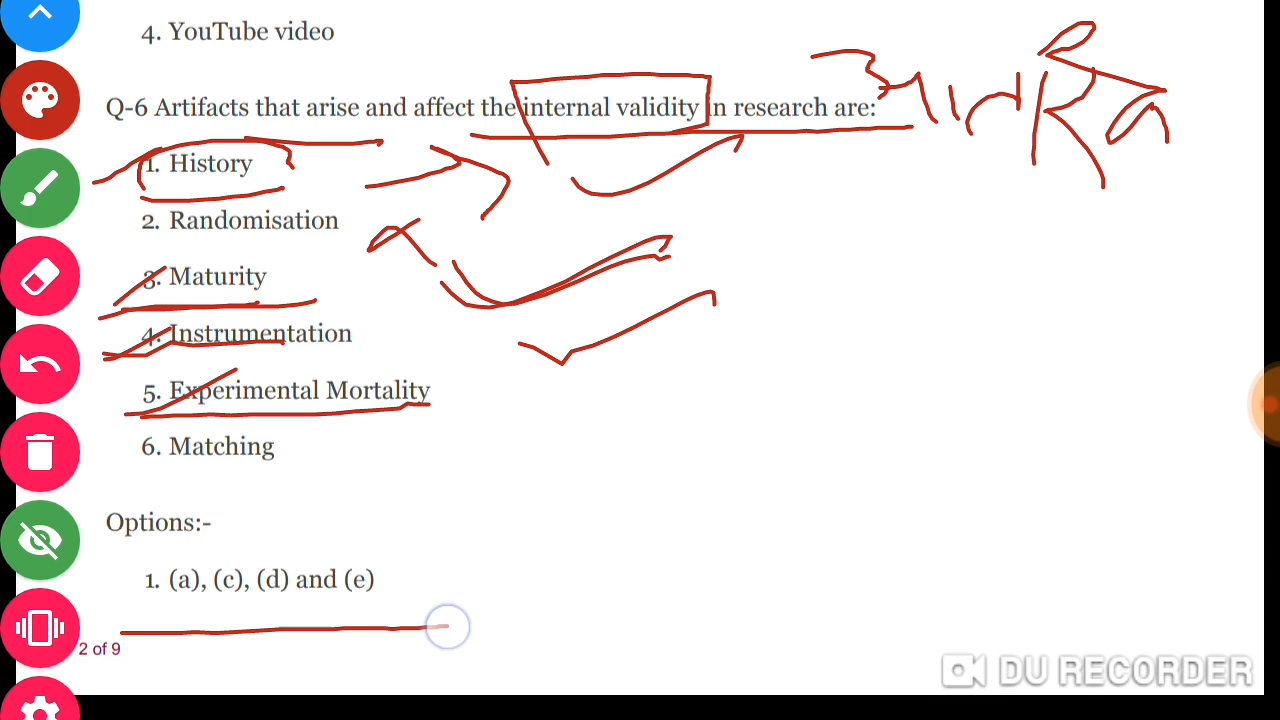 4. YouTube video
Q-6 Artifacts that arise and affect the internal validity in research are:
1. History
2. Randomisation
3. Maturity
4. Instrumentation
5. Experimental Mortality
6. Matching
Options:-
1. (a), (c), (d) and (e)
2 of 9
DU RECORDER